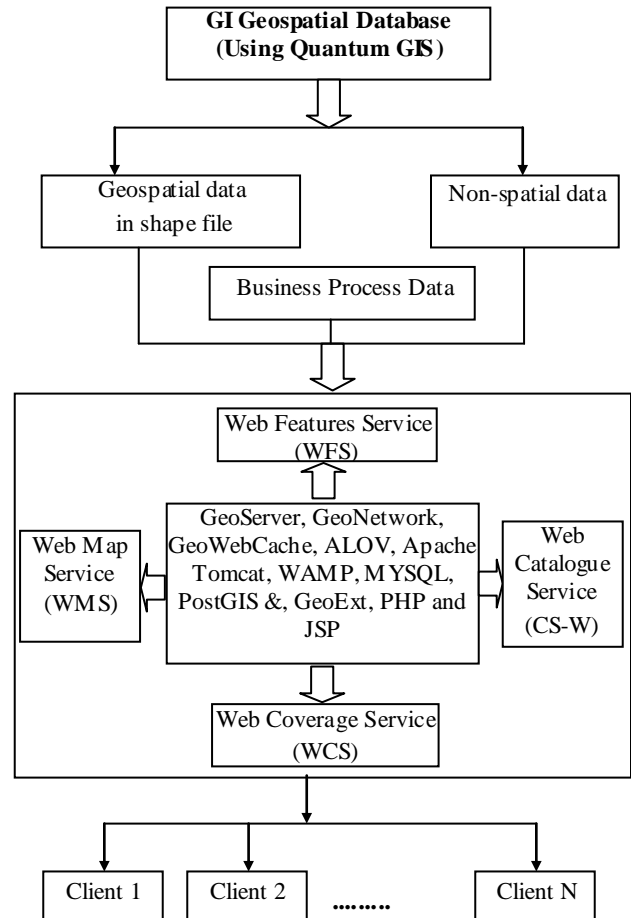 GI Geospatial Database
(Using Quantum GIS)
Geospatial data
in shape file
Non-spatial data
Business Process Data
Web Features Service
(WFS)
GeoServer, GeoNetwork,
GeoWebCache, ALOV, Apache
Tomcat, WAMP, MYSQL,
PostGIS &, GeoExt, PHP and
JSP
Web Map
Service
(WMS)
Web
Catalogue
Service
(CS-W)
Web Coverage Service
(WCS)
Client 1
Client 2
.........
Client N